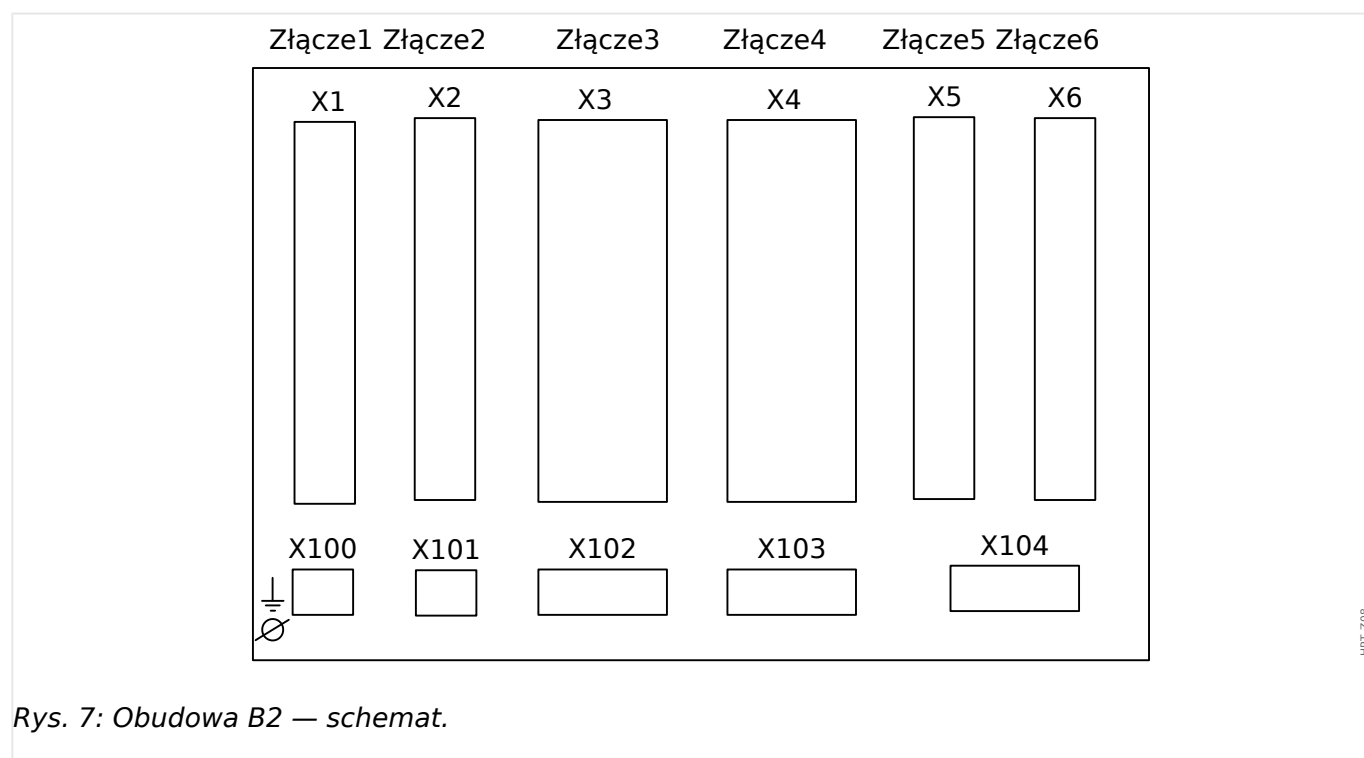 Złącze1 Złącze2 Złącze3 Złącze4 Złącze5 Złącze6
X1 X2 X3 X4 X5 X6
X100 X101 X102 X103 X104
Rys. 7: Obudowa B2 — schemat.